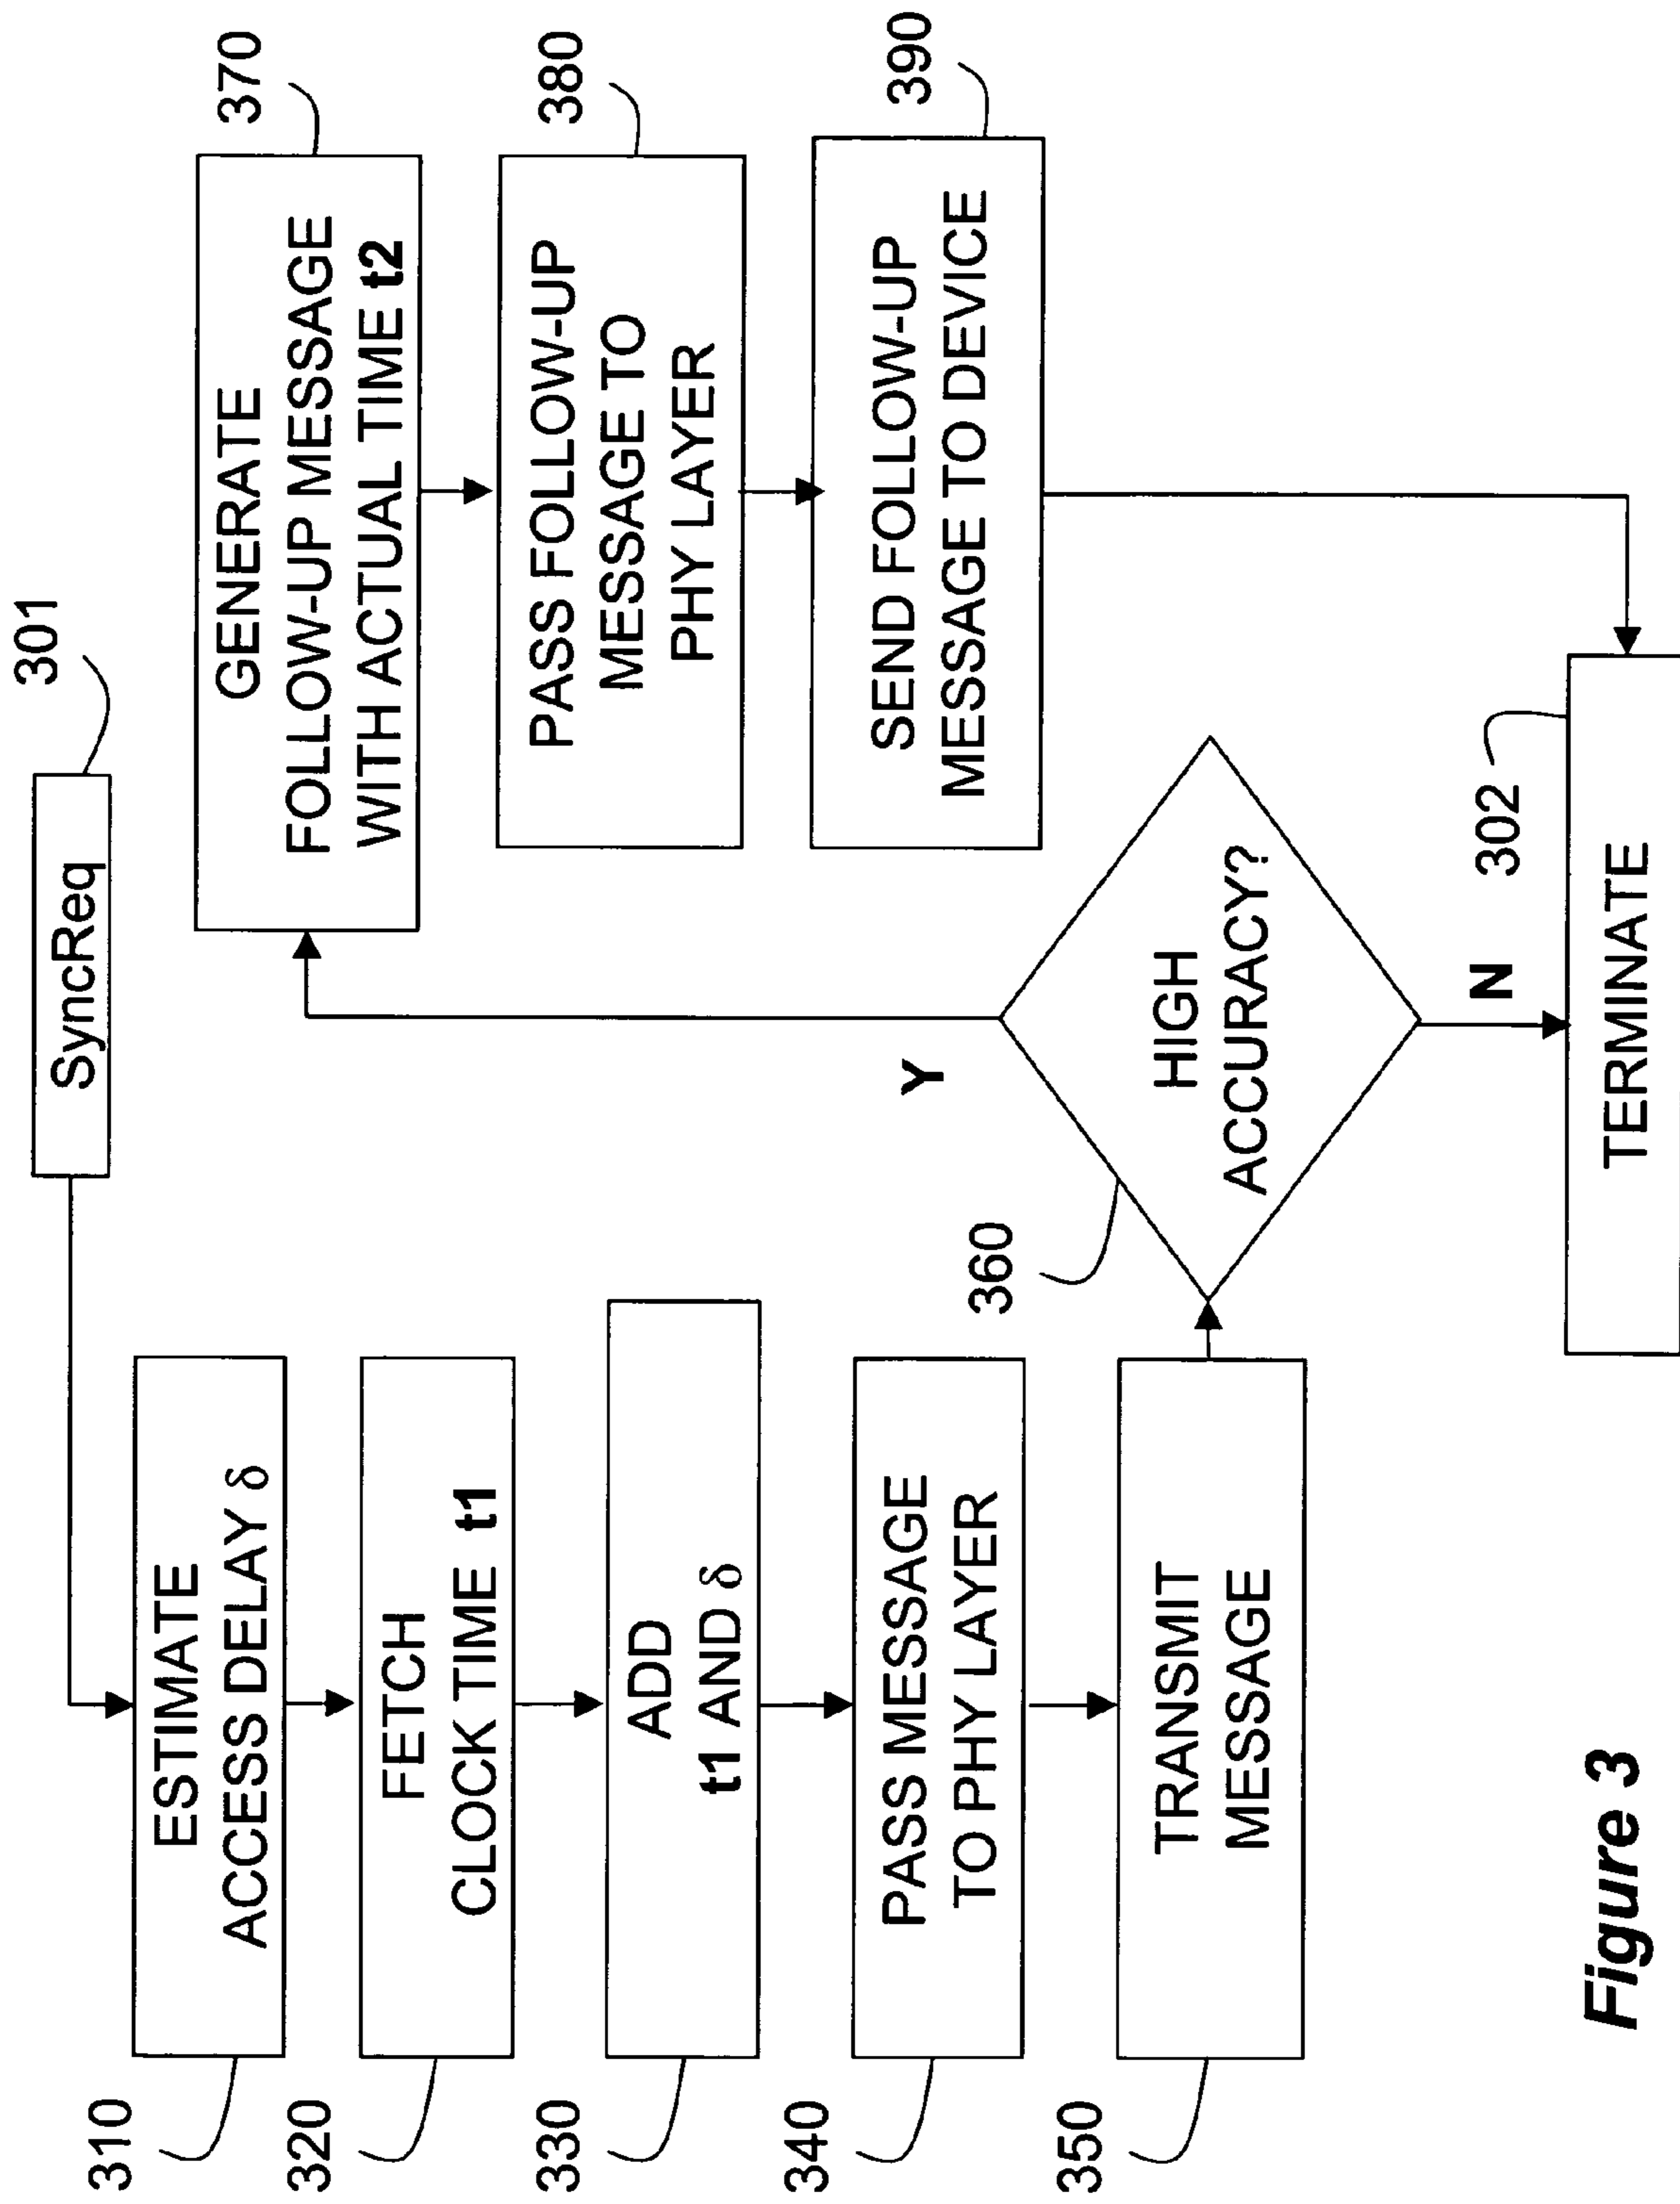 301
SyncReq
310
ESTIMATE
ACCESS DELAY δ
320
FETCH
CLOCK TIME t1
330
ADD
t1 AND δ
340
PASS MESSAGE
TO PHY LAYER
350
TRANSMIT
MESSAGE
360
HIGH
ACCURACY?
Y
N
370
GENERATE
FOLLOW-UP MESSAGE
WITH ACTUAL TIME t2
380
PASS FOLLOW-UP
MESSAGE TO
PHY LAYER
390
SEND FOLLOW-UP
MESSAGE TO DEVICE
302
TERMINATE
Figure 3